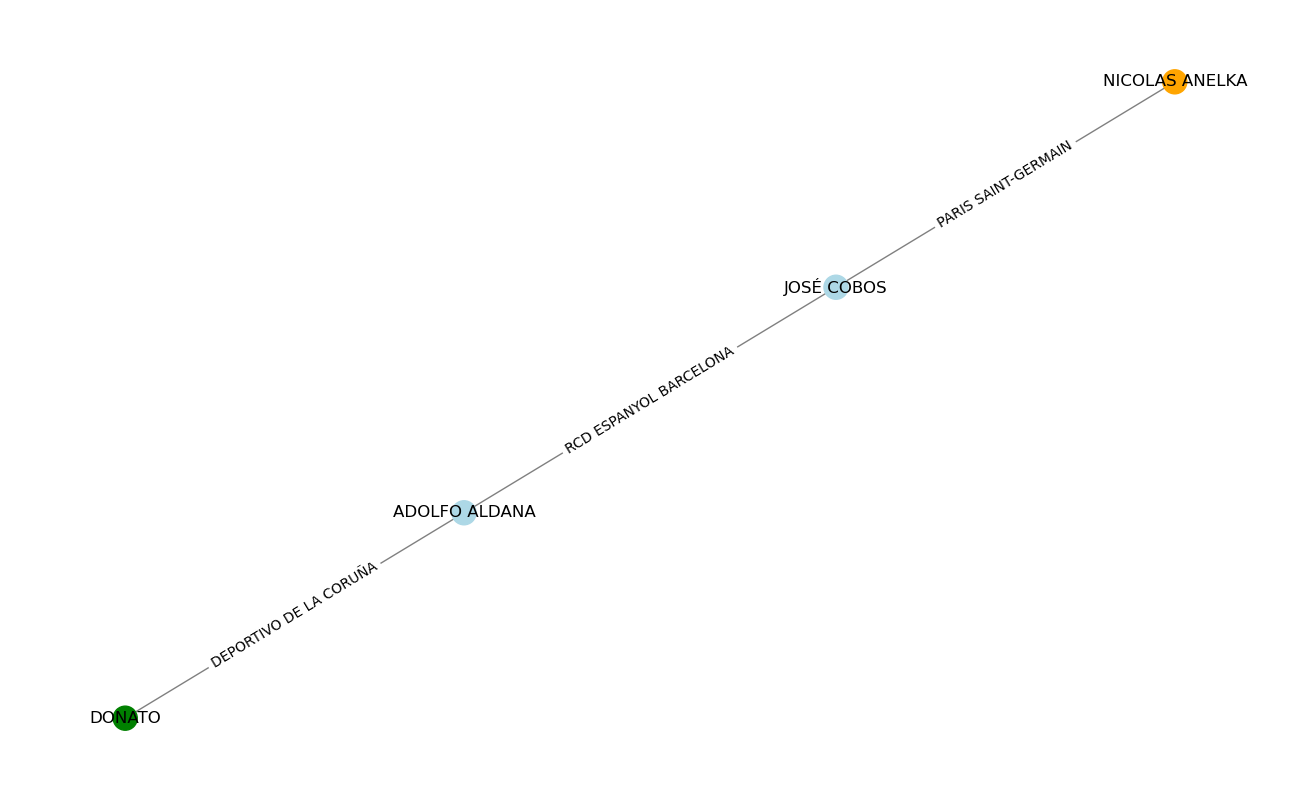 NICOLAS ANELKA
PARIS SAINT-GERMAIN
JOSÉ COBOS
RCD ESPANYOL BARCELONA
ADOLFO ALDANA
DEPORTIVO DE LA CORUÑA
DONATO